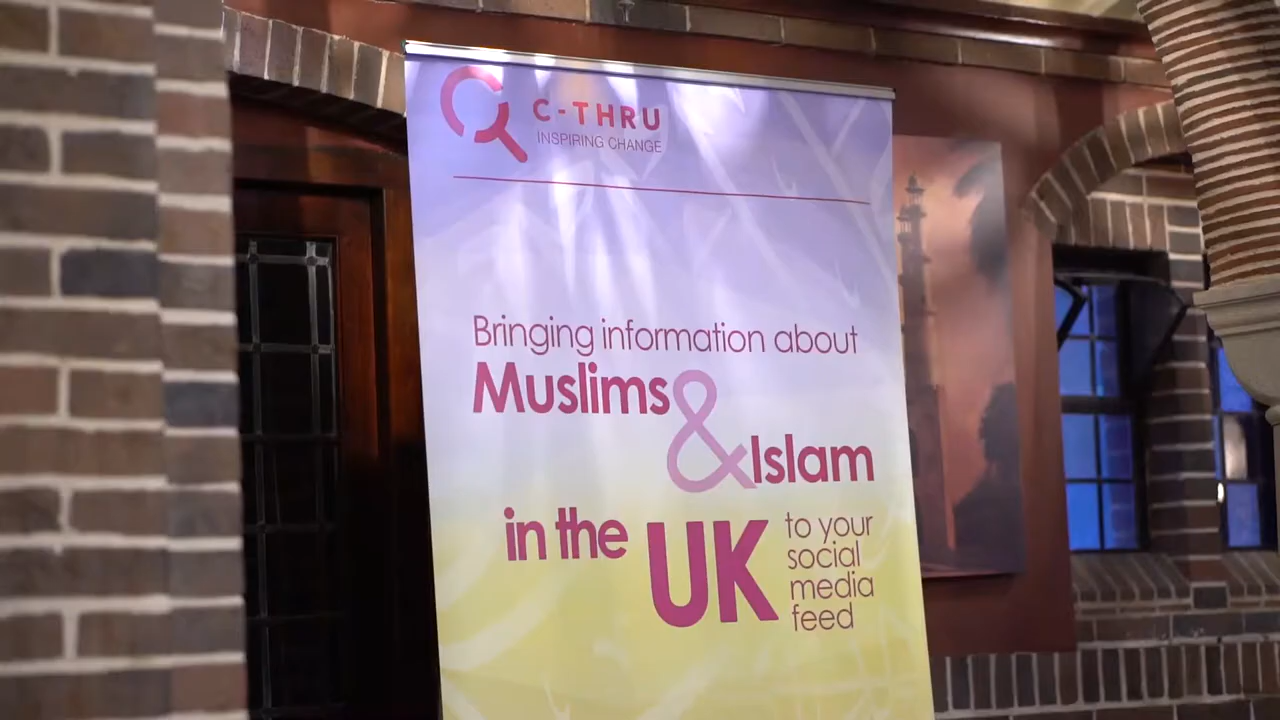 C-THRU
INSPIRING CHANGE
Bringing information about
Muslims
&
Islam
in the
UK
to your
social
media
feed